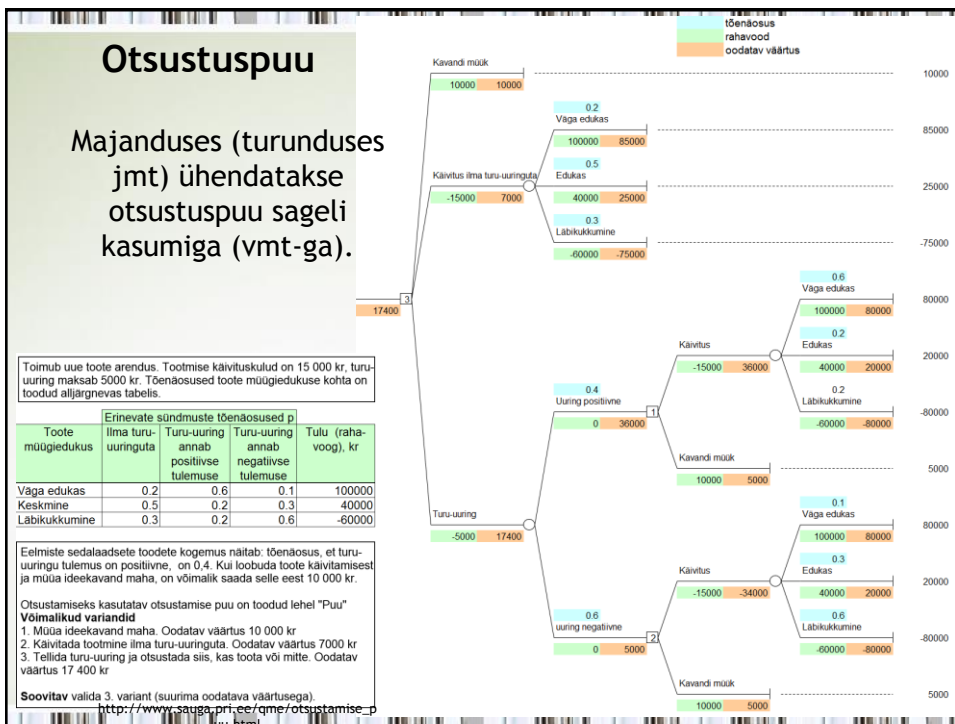 Otsustuspuu
Majanduses (turunduses
jmt) ühendatakse
otsustuspuu sageli
kasumiga (vmt-ga).
Toimub uue toote arendus. Tootmise käivituskulud on 15 000 kr, turu-
uuring maksab 5000 kr. Tõenäosused toote müügiedukuse kohta on
toodud alljärgnevas tabelis.
Erinevate sündmuste tõenäosused p
Toote müügiedukus | Ilma turu-uuringuta | Turu-uuring annab positiivse tulemuse | Turu-uuring annab negatiivse tulemuse | Tulu (raha-voog), kr
Väga edukas 0.2 0.6 0.1 100000
Keskmine 0.5 0.2 0.3 40000
Läbikukkumine 0.3 0.2 0.6 -60000
Eelmiste sedalaadsete toodete kogemus näitab: tõenäosus, et turu-
uuringu tulemus on positiivne, on 0,4. Kui loobuda toote käivitamisest
ja müüa ideekavand maha, on võimalik saada selle eest 10 000 kr.
Otsustamiseks kasutatav otsustamise puu on toodud lehel "Puu"
Võimalikud variandid
1. Müüa ideekavand maha. Oodatav väärtus 10 000 kr
2. Käivitada tootmine ilma turu-uuringuta. Oodatav väärtus 7000 kr
3. Tellida turu-uuring ja otsustada siis, kas toota või mitte. Oodatav
väärtus 17 400 kr
Soovitav valida 3. variant (suurima oodatava väärtusega).
http://www.sauga.pri.ee/qme/otsustamise_p
uu.html
tõenäosus
rahavood
oodatav väärtus
17400
3
Kavandi müük
10000 10000
10000
Käivitus ilma turu-uuringuta
-15000 7000
0.2
Väga edukas
100000 85000
85000
0.5
Edukas
40000 25000
25000
0.3
Läbikukkumine
-60000 -75000
-75000
Turu-uuring
-5000 17400
0.4
Uuring positiivne
0 36000
1
Käivitus
-15000 36000
0.6
Väga edukas
100000 80000
80000
0.2
Edukas
40000 20000
20000
0.2
Läbikukkumine
-60000 -80000
-80000
Kavandi müük
10000 5000
5000
0.6
uuring negatiivne
0 5000
2
Käivitus
-15000 -34000
0.1
Väga edukas
100000 80000
80000
0.3
Edukas
40000 20000
20000
0.6
Läbikukkumine
-60000 -80000
-80000
Kavandi müük
10000 5000
5000